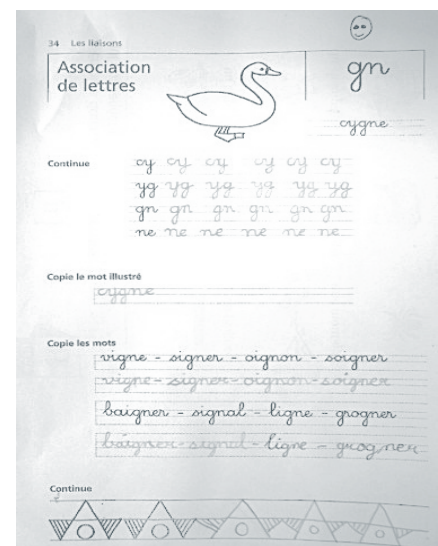 34 Les liaisons
Association
de lettres
gn
cygne
Continue
cy cy cy cy cy cy
yg yg yg yg yg yg
gn gn gn gn gn gn
ne ne ne ne ne ne
Copie le mot illustré
cygne
Copie les mots
vigne - signer - oignon - soigner
vigne - signer - oignon - soigner
baigner - signal - ligne - grogner
baigner - signal - ligne - grogner
Continue